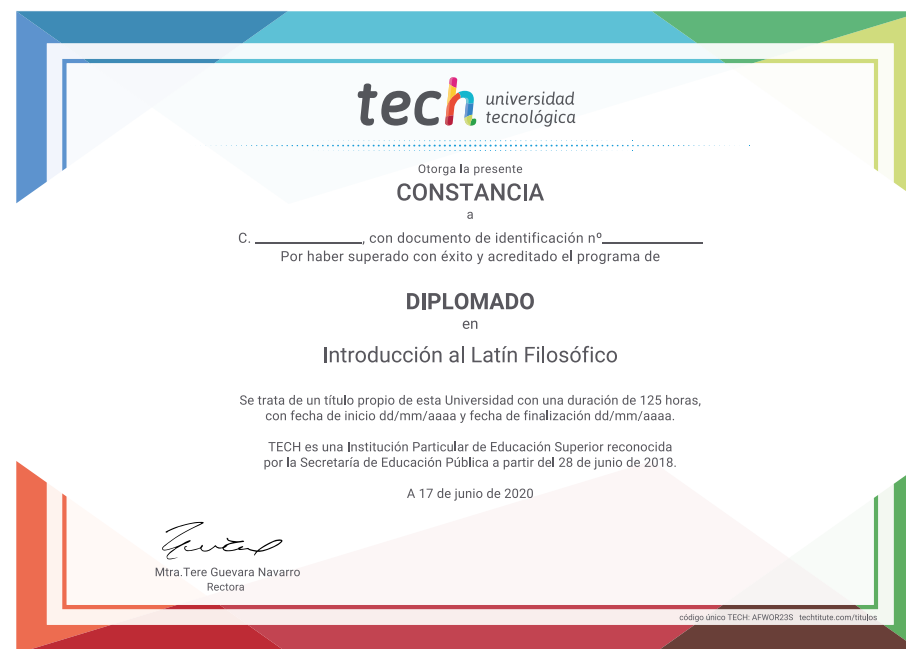 tech universidad
tecnológica
Otorga la presente
CONSTANCIA
a
C. ____________, con documento de identificación nº____________
Por haber superado con éxito y acreditado el programa de
DIPLOMADO
en
Introducción al Latín Filosófico
Se trata de un título propio de esta Universidad con una duración de 125 horas,
con fecha de inicio dd/mm/aaaa y fecha de finalización dd/mm/aaaa.
TECH es una Institución Particular de Educación Superior reconocida
por la Secretaría de Educación Pública a partir del 28 de junio de 2018.
A 17 de junio de 2020
Mtra.Tere Guevara Navarro
Rectora
código único TECH: AFWOR23S techtitute.com/titulos